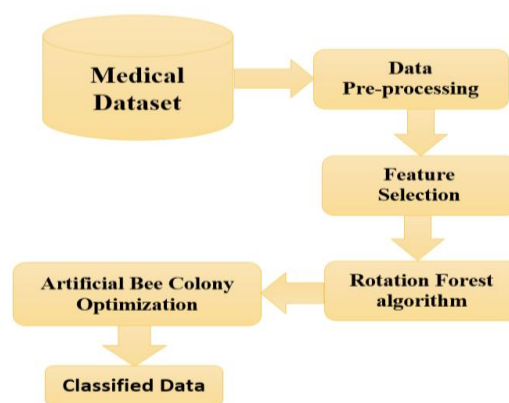 Medical
Dataset
Data
Pre-processing
Feature
Selection
Rotation Forest
algorithm
Artificial Bee Colony
Optimization
Classified Data